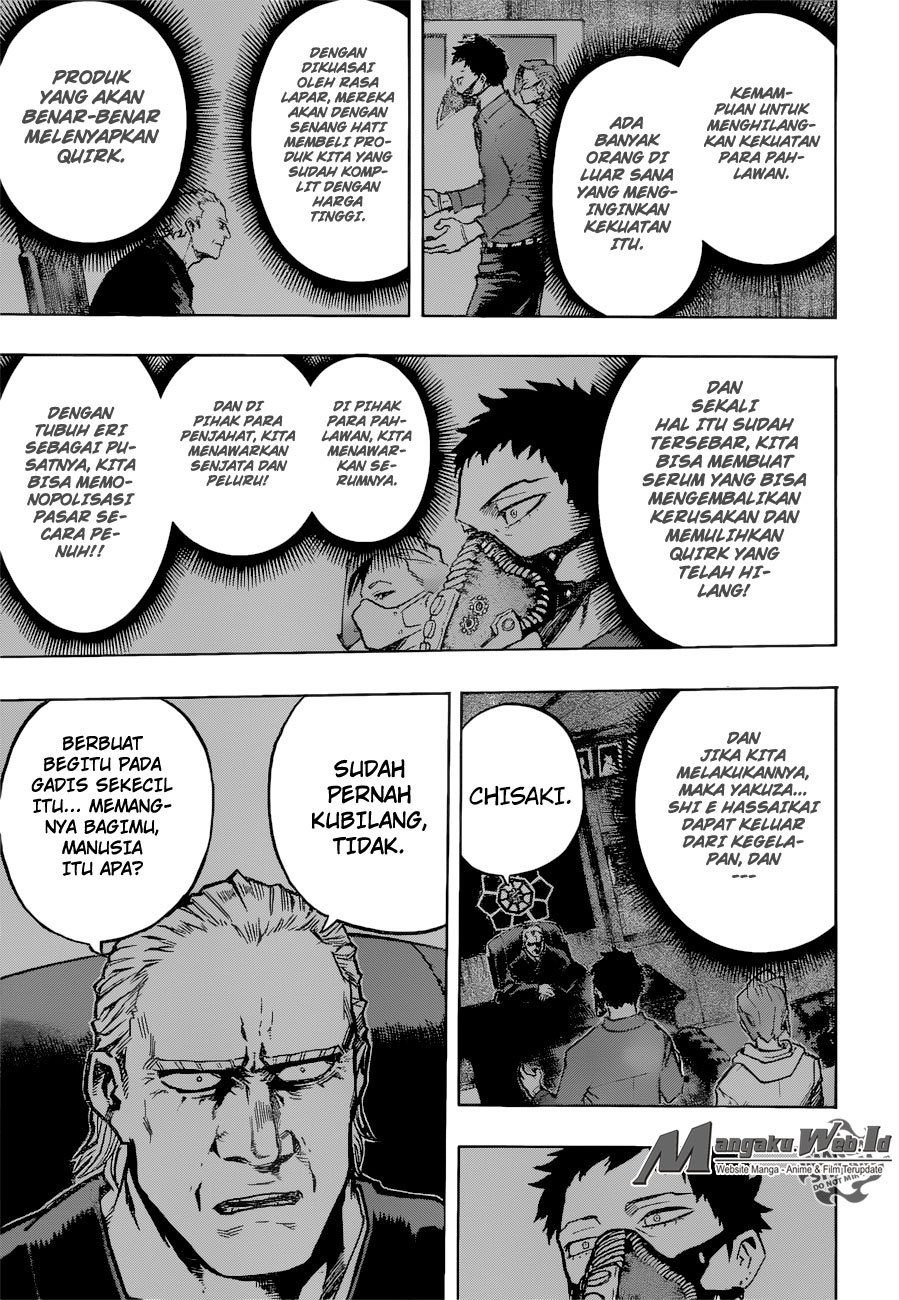 KEMAM-
PUAN UNTUK
MENGHILANG-
KAN KEKUATAN
PARA PAH-
LAWAN.
ADA
BANYAK
ORANG DI
LUAR SANA
YANG MENG-
INGINKAN
KEKUATAN
ITU.
DENGAN
DIKUASAI
OLEH RASA
LAPAR, MEREKA
AKAN DENGAN
SENANG HATI
MEMBELI PRO-
DUK KITA YANG
SUDAH KOMP-
LIT DENGAN
HARGA
TINGGI.
PRODUK
YANG AKAN
BENAR-BENAR
MELENYAPKAN
QUIRK.
DAN
SEKALI
HAL ITU SUDAH
TERSEBAR, KITA
BISA MEMBUAT
SERUM YANG BISA
MENGEMBALIKAN
KERUSAKAN DAN
MEMULIHKAN
QUIRK YANG
TELAH HI-
LANG!
DI PIHAK
PARA PAH-
LAWAN, KITA
MENAWAR-
KAN SE-
RUMNYA.
DAN DI
PIHAK PARA
PENJAHAT, KITA
MENAWARKAN
SENJATA DAN
PELURU!
DENGAN
TUBUH ERI
SEBAGAI PU-
SATNYA, KITA
BISA MEMO-
NOPOLISASI
PASAR SE-
CARA PE-
NUH!!
DAN
JIKA KITA
MELAKUKANNYA,
MAKA YAKUZA...
SHI E HASSAIKAI
DAPAT KELUAR
DARI KEGELA-
PAN, DAN
---
CHISAKI.
SUDAH
PERNAH
KUBILANG,
TIDAK.
BERBUAT
BEGITU PADA
GADIS SEKECIL
ITU... MEMANG-
NYA BAGIMU,
MANUSIA
ITU APA?
Mangaku.Web.Id
Website Manga - Anime & Film Terupdate
DO NOT